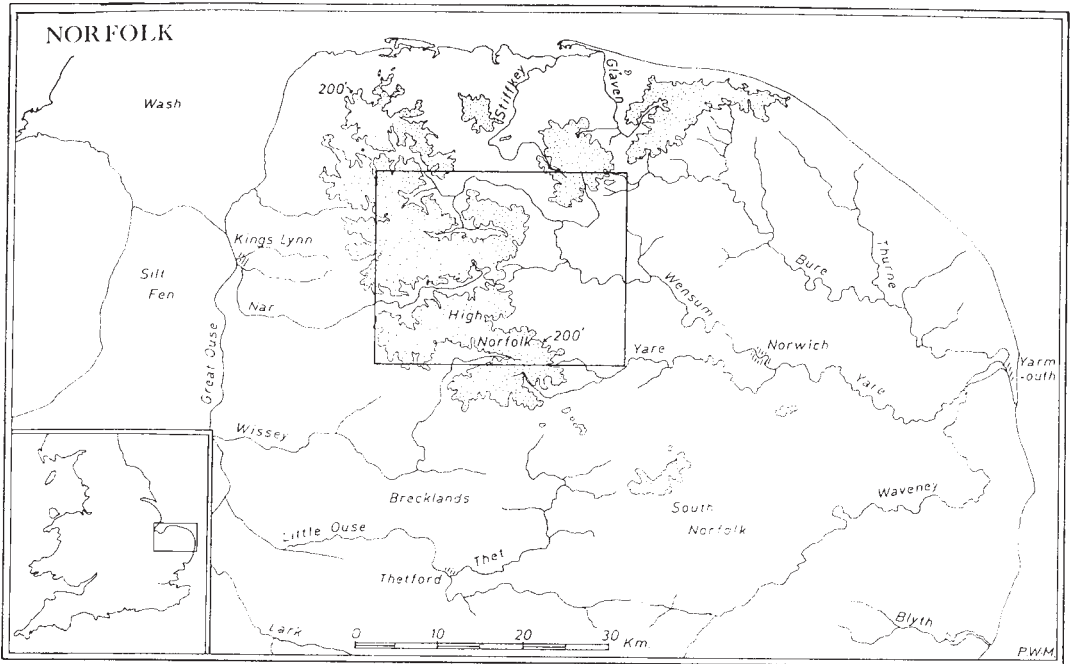 NORFOLK
Wash
200'
Stiffkey
Glaven
Kings Lynn
Silt
Fen
Nar
High
Norfolk
200'
Great Ouse
Wensum
Bure
Thurne
Norwich
Yare
Yare
Yarm
-outh
Wissey
Brecklands
South
Norfolk
Waveney
Little Ouse
Thet
Thetford
Blyth
Lark
0 10 20 30 Km.
P.W.M.